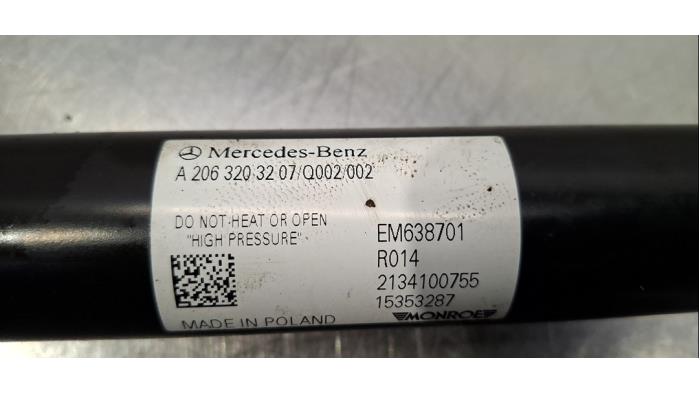 Mercedes-Benz
A 206 320 32 07/Q002/002
DO NOT HEAT OR OPEN
"HIGH PRESSURE"
EM638701
R014
2134100755
15353287
MADE IN POLAND
MONROE